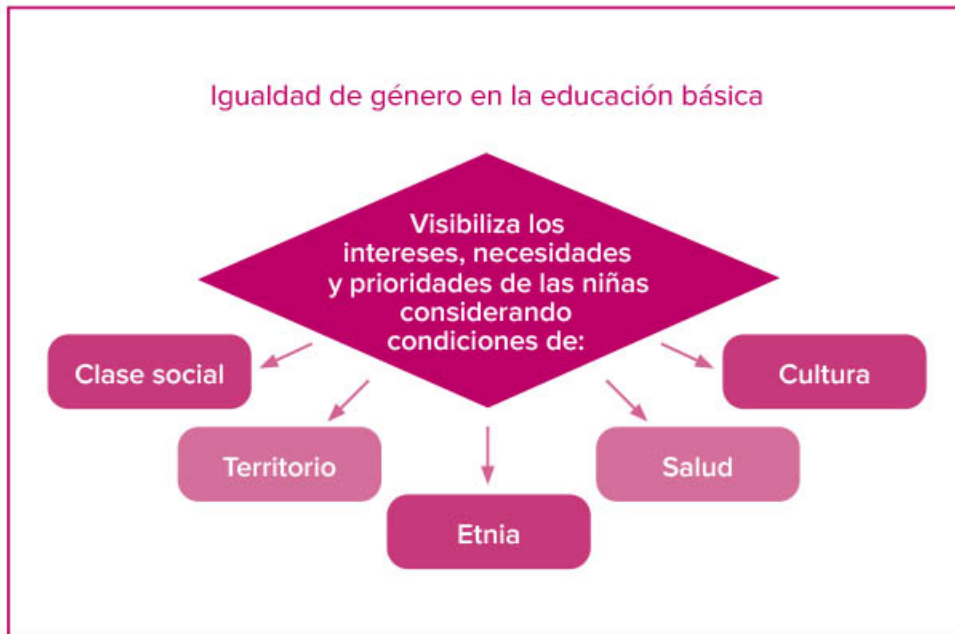 Igualdad de género en la educación básica
Visibiliza los
intereses, necesidades
y prioridades de las niñas
considerando
condiciones de:
Clase social
Cultura
Territorio
Salud
Etnia